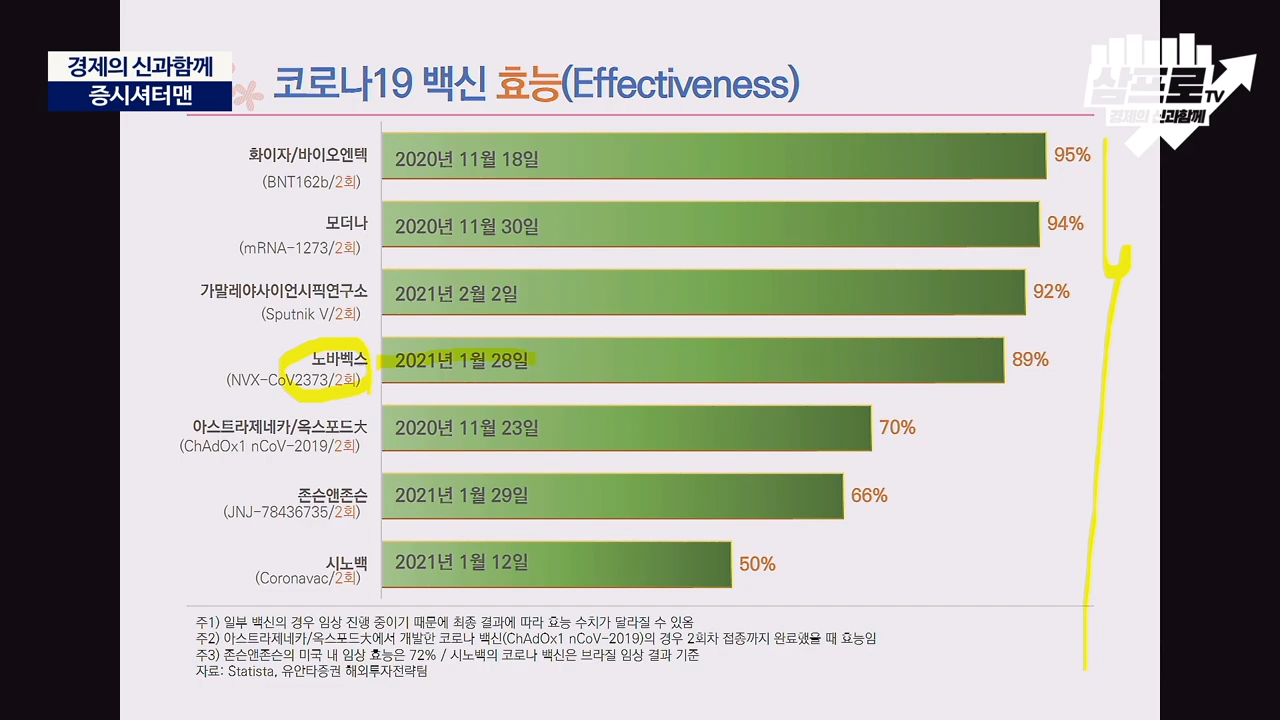 경제의 신과함께
증시셔터맨
코로나19 백신 효능(Effectiveness)
삼프로TV
경제의 신과함께
화이자/바이오엔텍
(BNT162b/2회)
2020년 11월 18일
95%
모더나
(mRNA-1273/2회)
2020년 11월 30일
94%
가말레야사이언시픽연구소
(Sputnik V/2회)
2021년 2월 2일
92%
노바벡스
(NVX-CoV2373/2회)
2021년 1월 28일
89%
아스트라제네카/옥스포드大
(ChAdOx1 nCoV-2019/2회)
2020년 11월 23일
70%
존슨앤존슨
(JNJ-78436735/2회)
2021년 1월 29일
66%
시노백
(Coronavac/2회)
2021년 1월 12일
50%
주1) 일부 백신의 경우 임상 진행 중이기 때문에 최종 결과에 따라 효능 수치가 달라질 수 있음
주2) 아스트라제네카/옥스포드大에서 개발한 코로나 백신(ChAdOx1 nCoV-2019)의 경우 2회차 접종까지 완료했을 때 효능임
주3) 존슨앤존슨의 미국 내 임상 효능은 72% / 시노백의 코로나 백신은 브라질 임상 결과 기준
자료: Statista, 유안타증권 해외투자전략팀